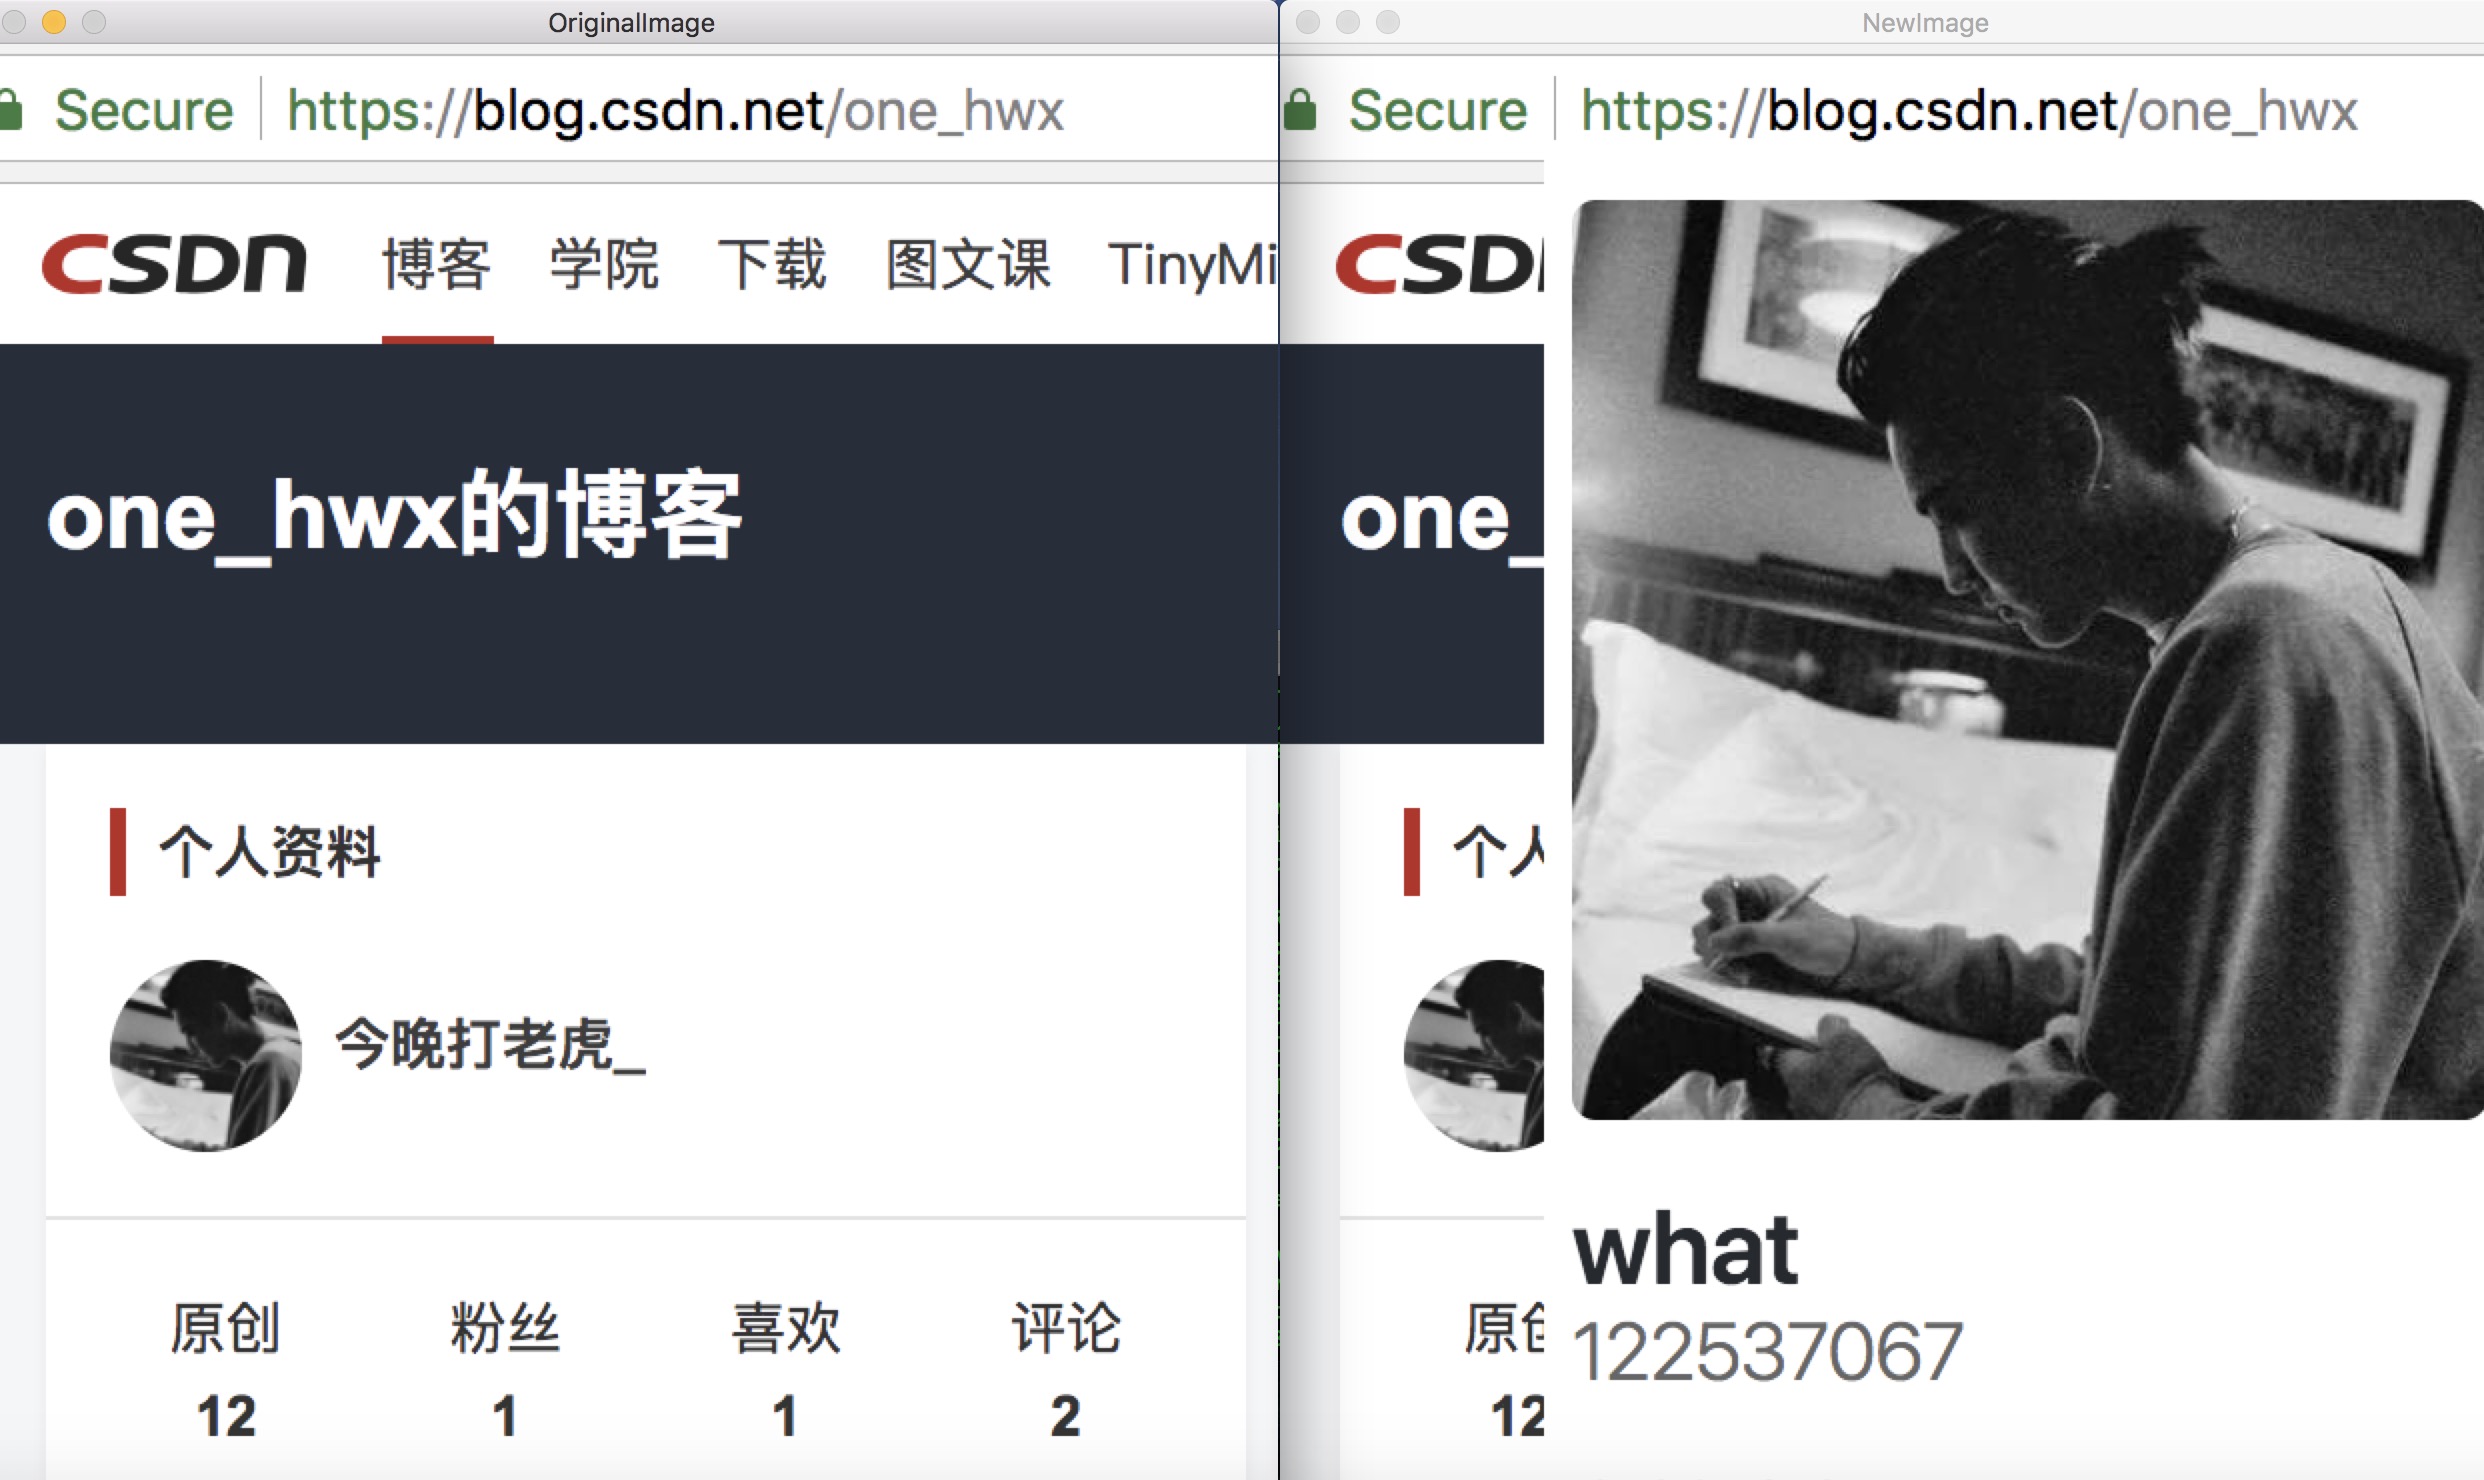 OriginalImage
Secure https://blog.csdn.net/one_hwx
CSDN 博客 学院 下载 图文课 TinyMi
one_hwx的博客
个人资料
今晚打老虎_
原创 粉丝 喜欢 评论
12 1 1 2
NewImage
Secure https://blog.csdn.net/one_hwx
CSD
one_
个人
原创
12
what
122537067